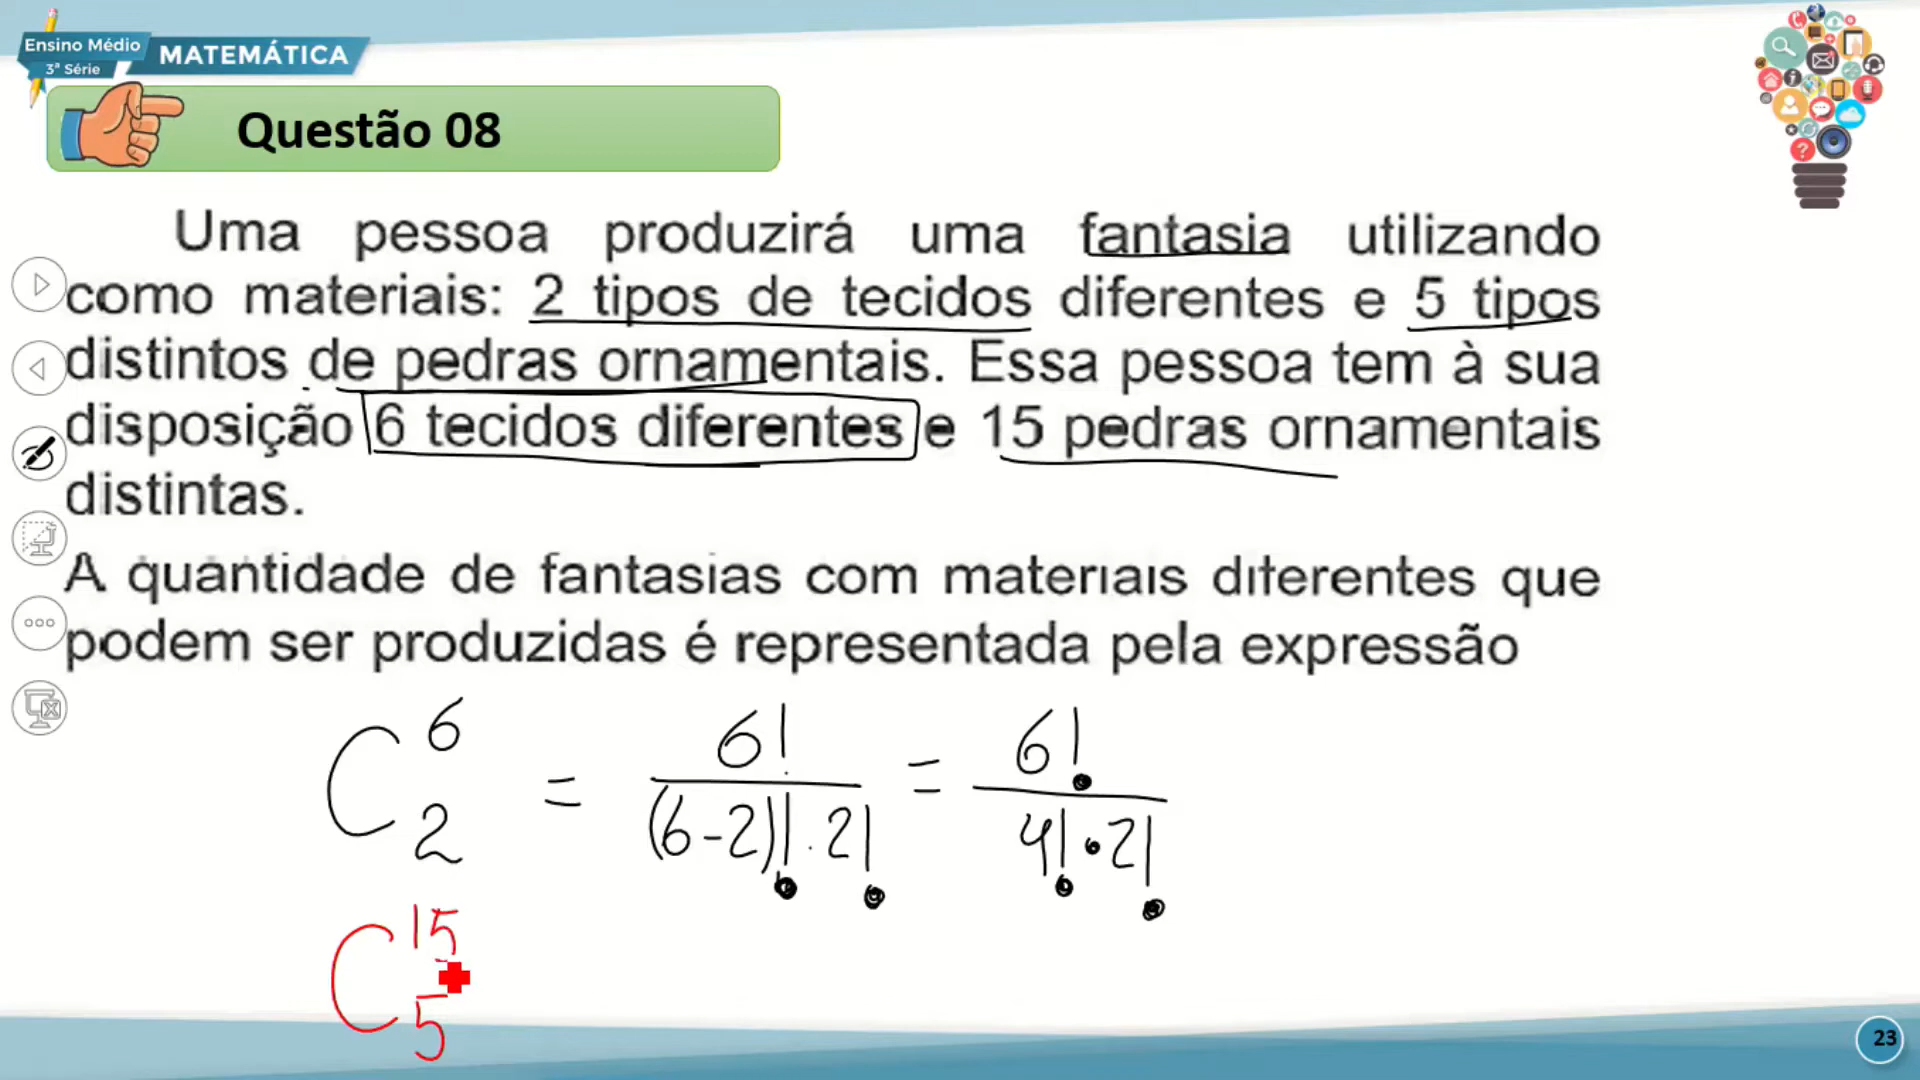 Ensino Médio
3ª Série
MATEMÁTICA
Questão 08
Uma pessoa produzirá uma fantasia utilizando
como materiais: 2 tipos de tecidos diferentes e 5 tipos
distintos de pedras ornamentais. Essa pessoa tem à sua
disposição 6 tecidos diferentes e 15 pedras ornamentais
distintas.
A quantidade de fantasias com materiais diferentes que
podem ser produzidas é representada pela expressão
C 6 2 = 6! / (6-2)! . 2! = 6! / 4! . 2!
C 15 5
23